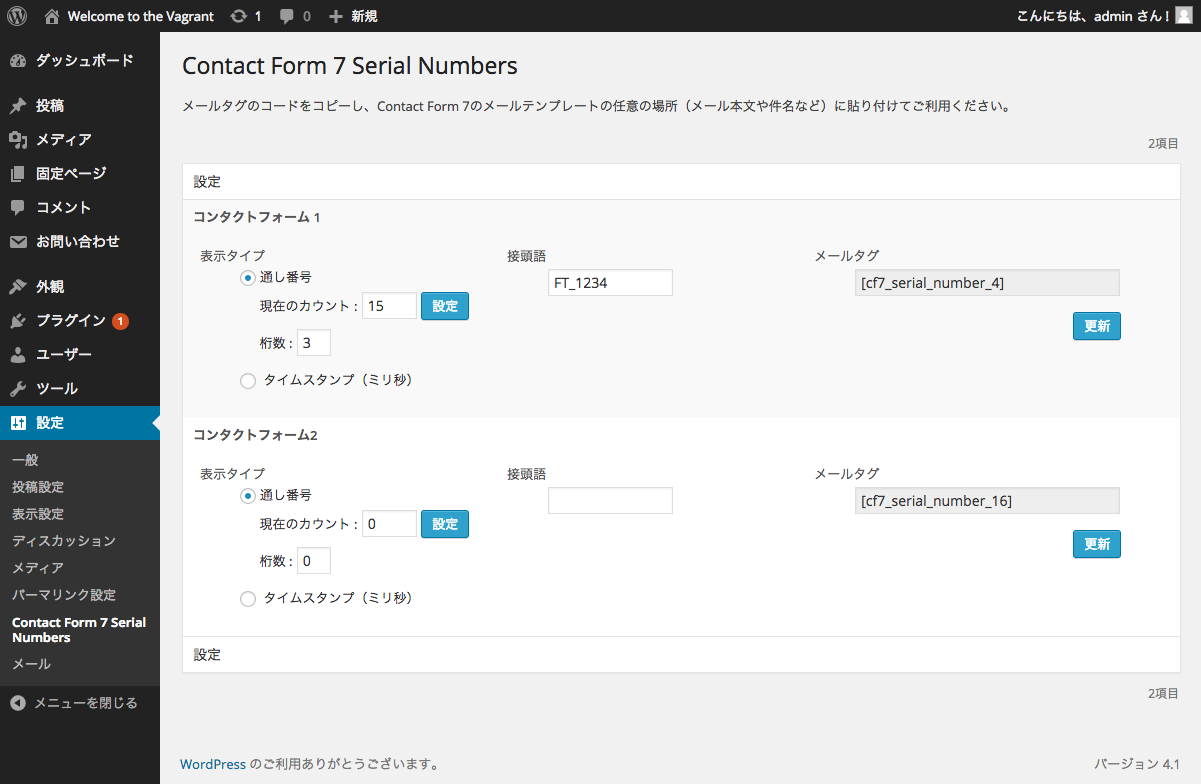 Welcome to the Vagrant 1 0 新規 こんにちは、admin さん !
ダッシュボード
投稿
メディア
固定ページ
コメント
お問い合わせ
外観
プラグイン 1
ユーザー
ツール
設定
一般
投稿設定
表示設定
ディスカッション
メディア
パーマリンク設定
Contact Form 7 Serial
Numbers
メール
メニューを閉じる
Contact Form 7 Serial Numbers
メールタグのコードをコピーし、Contact Form 7のメールテンプレートの任意の場所（メール本文や件名など）に貼り付けてご利用ください。
2項目
設定
コンタクトフォーム 1
表示タイプ 接頭語 メールタグ
通し番号 FT_1234 [cf7_serial_number_4]
現在のカウント : 15 設定
更新
桁数 : 3
タイムスタンプ（ミリ秒）
コンタクトフォーム2
表示タイプ 接頭語 メールタグ
通し番号 [cf7_serial_number_16]
現在のカウント : 0 設定
更新
桁数 : 0
タイムスタンプ（ミリ秒）
設定
2項目
WordPress のご利用ありがとうございます。 バージョン 4.1